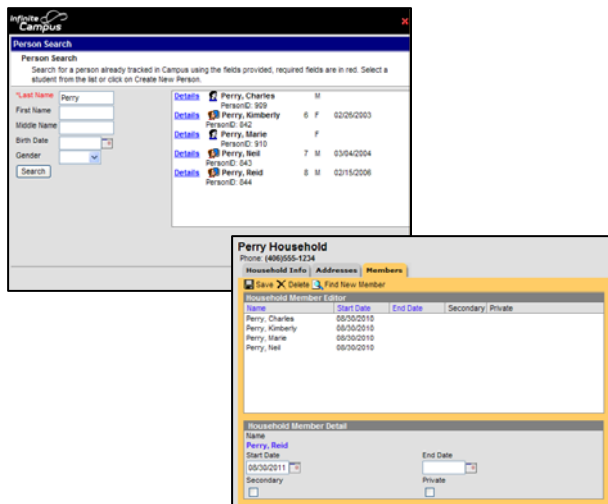 Infinite
Campus
Person Search
Person Search
Search for a person already tracked in Campus using the fields provided, required fields are in red. Select a
student from the list or click on Create New Person.
*Last Name Perry
First Name
Middle Name
Birth Date
Gender
Search
Details Perry, Charles M
PersonID: 909
Details Perry, Kimberly 6 F 02/26/2003
PersonID: 842
Details Perry, Marie F
PersonID: 910
Details Perry, Neil 7 M 03/04/2004
PersonID: 843
Details Perry, Reid 8 M 02/15/2006
PersonID: 844
Perry Household
Phone: (406)555-1234
Household Info Addresses Members
Save Delete Find New Member
Household Member Editor
Name Start Date End Date Secondary Private
Perry, Charles 08/30/2010
Perry, Kimberly 08/30/2010
Perry, Marie 08/30/2010
Perry, Neil 08/30/2010
Household Member Detail
Name
Perry, Reid
Start Date End Date
08/30/2011
Secondary Private